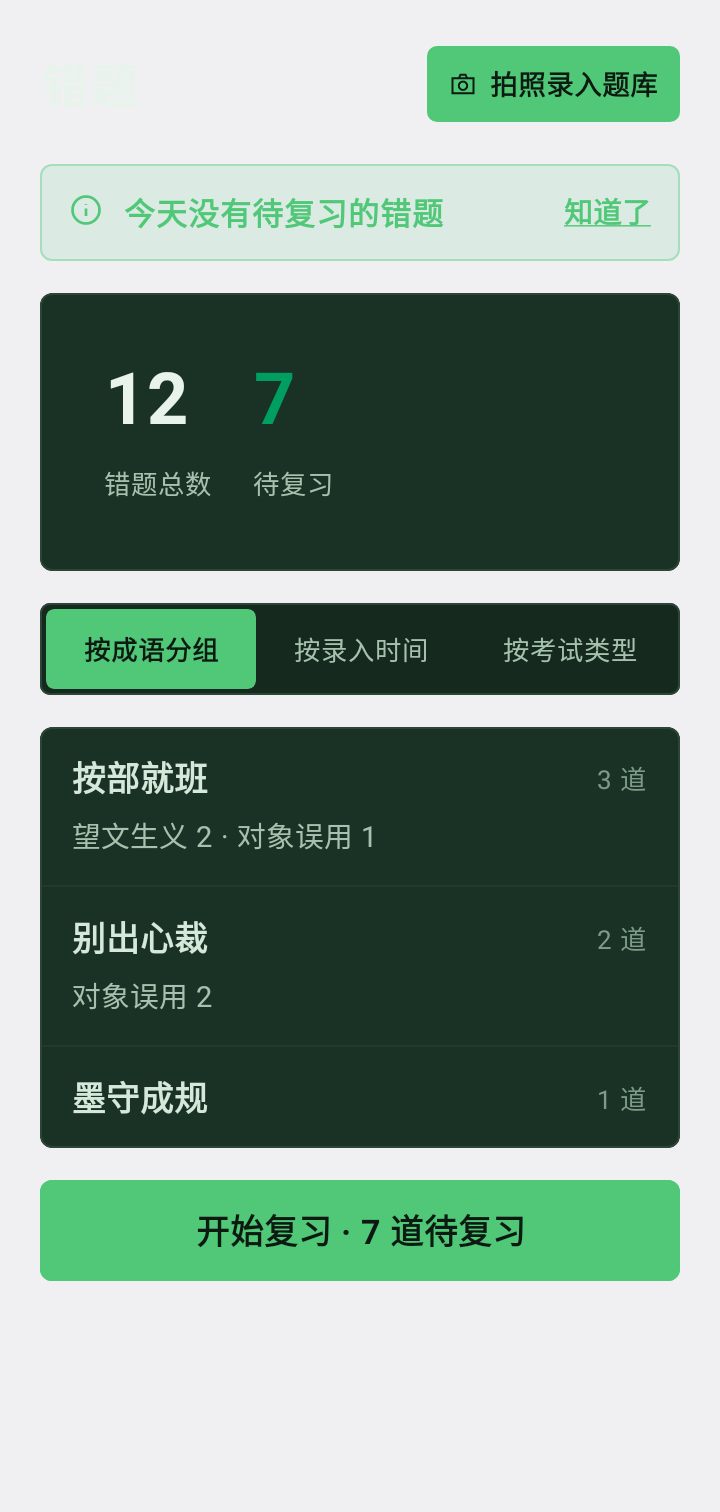 拍照录入题库
今天没有待复习的错题
知道了
12
7
错题总数
待复习
按成语分组
按录入时间
按考试类型
按部就班
3 道
望文生义 2 · 对象误用 1
别出心裁
2 道
对象误用 2
墨守成规
1 道
开始复习 · 7 道待复习